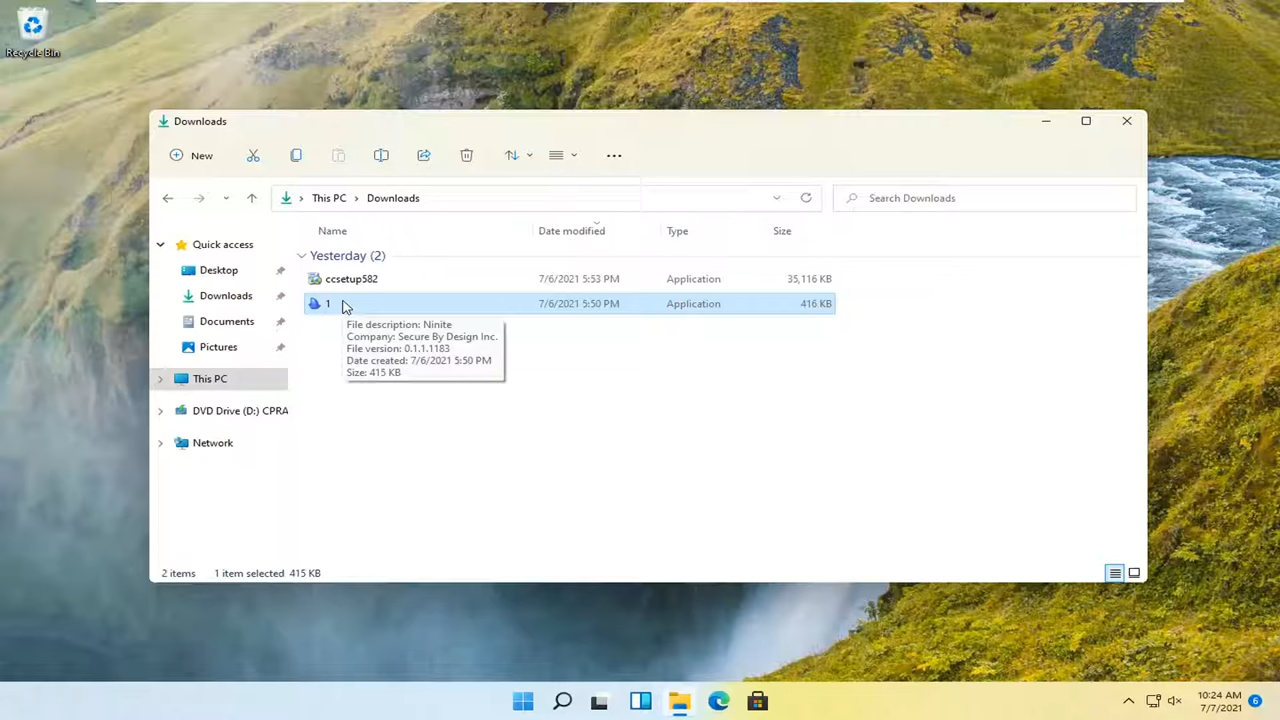 Recycle Bin
Downloads
New
This PC > Downloads
Search Downloads
Name Date modified Type Size
Quick access
Desktop
Downloads
Documents
Pictures
This PC
DVD Drive (D:) CPRA
Network
Yesterday (2)
ccsetup582 7/6/2021 5:53 PM Application 35,116 KB
1 7/6/2021 5:50 PM Application 416 KB
File description: Ninite
Company: Secure By Design Inc.
File version: 0.1.1.1183
Date created: 7/6/2021 5:50 PM
Size: 415 KB
2 items 1 item selected 415 KB
10:24 AM
7/7/2021
6